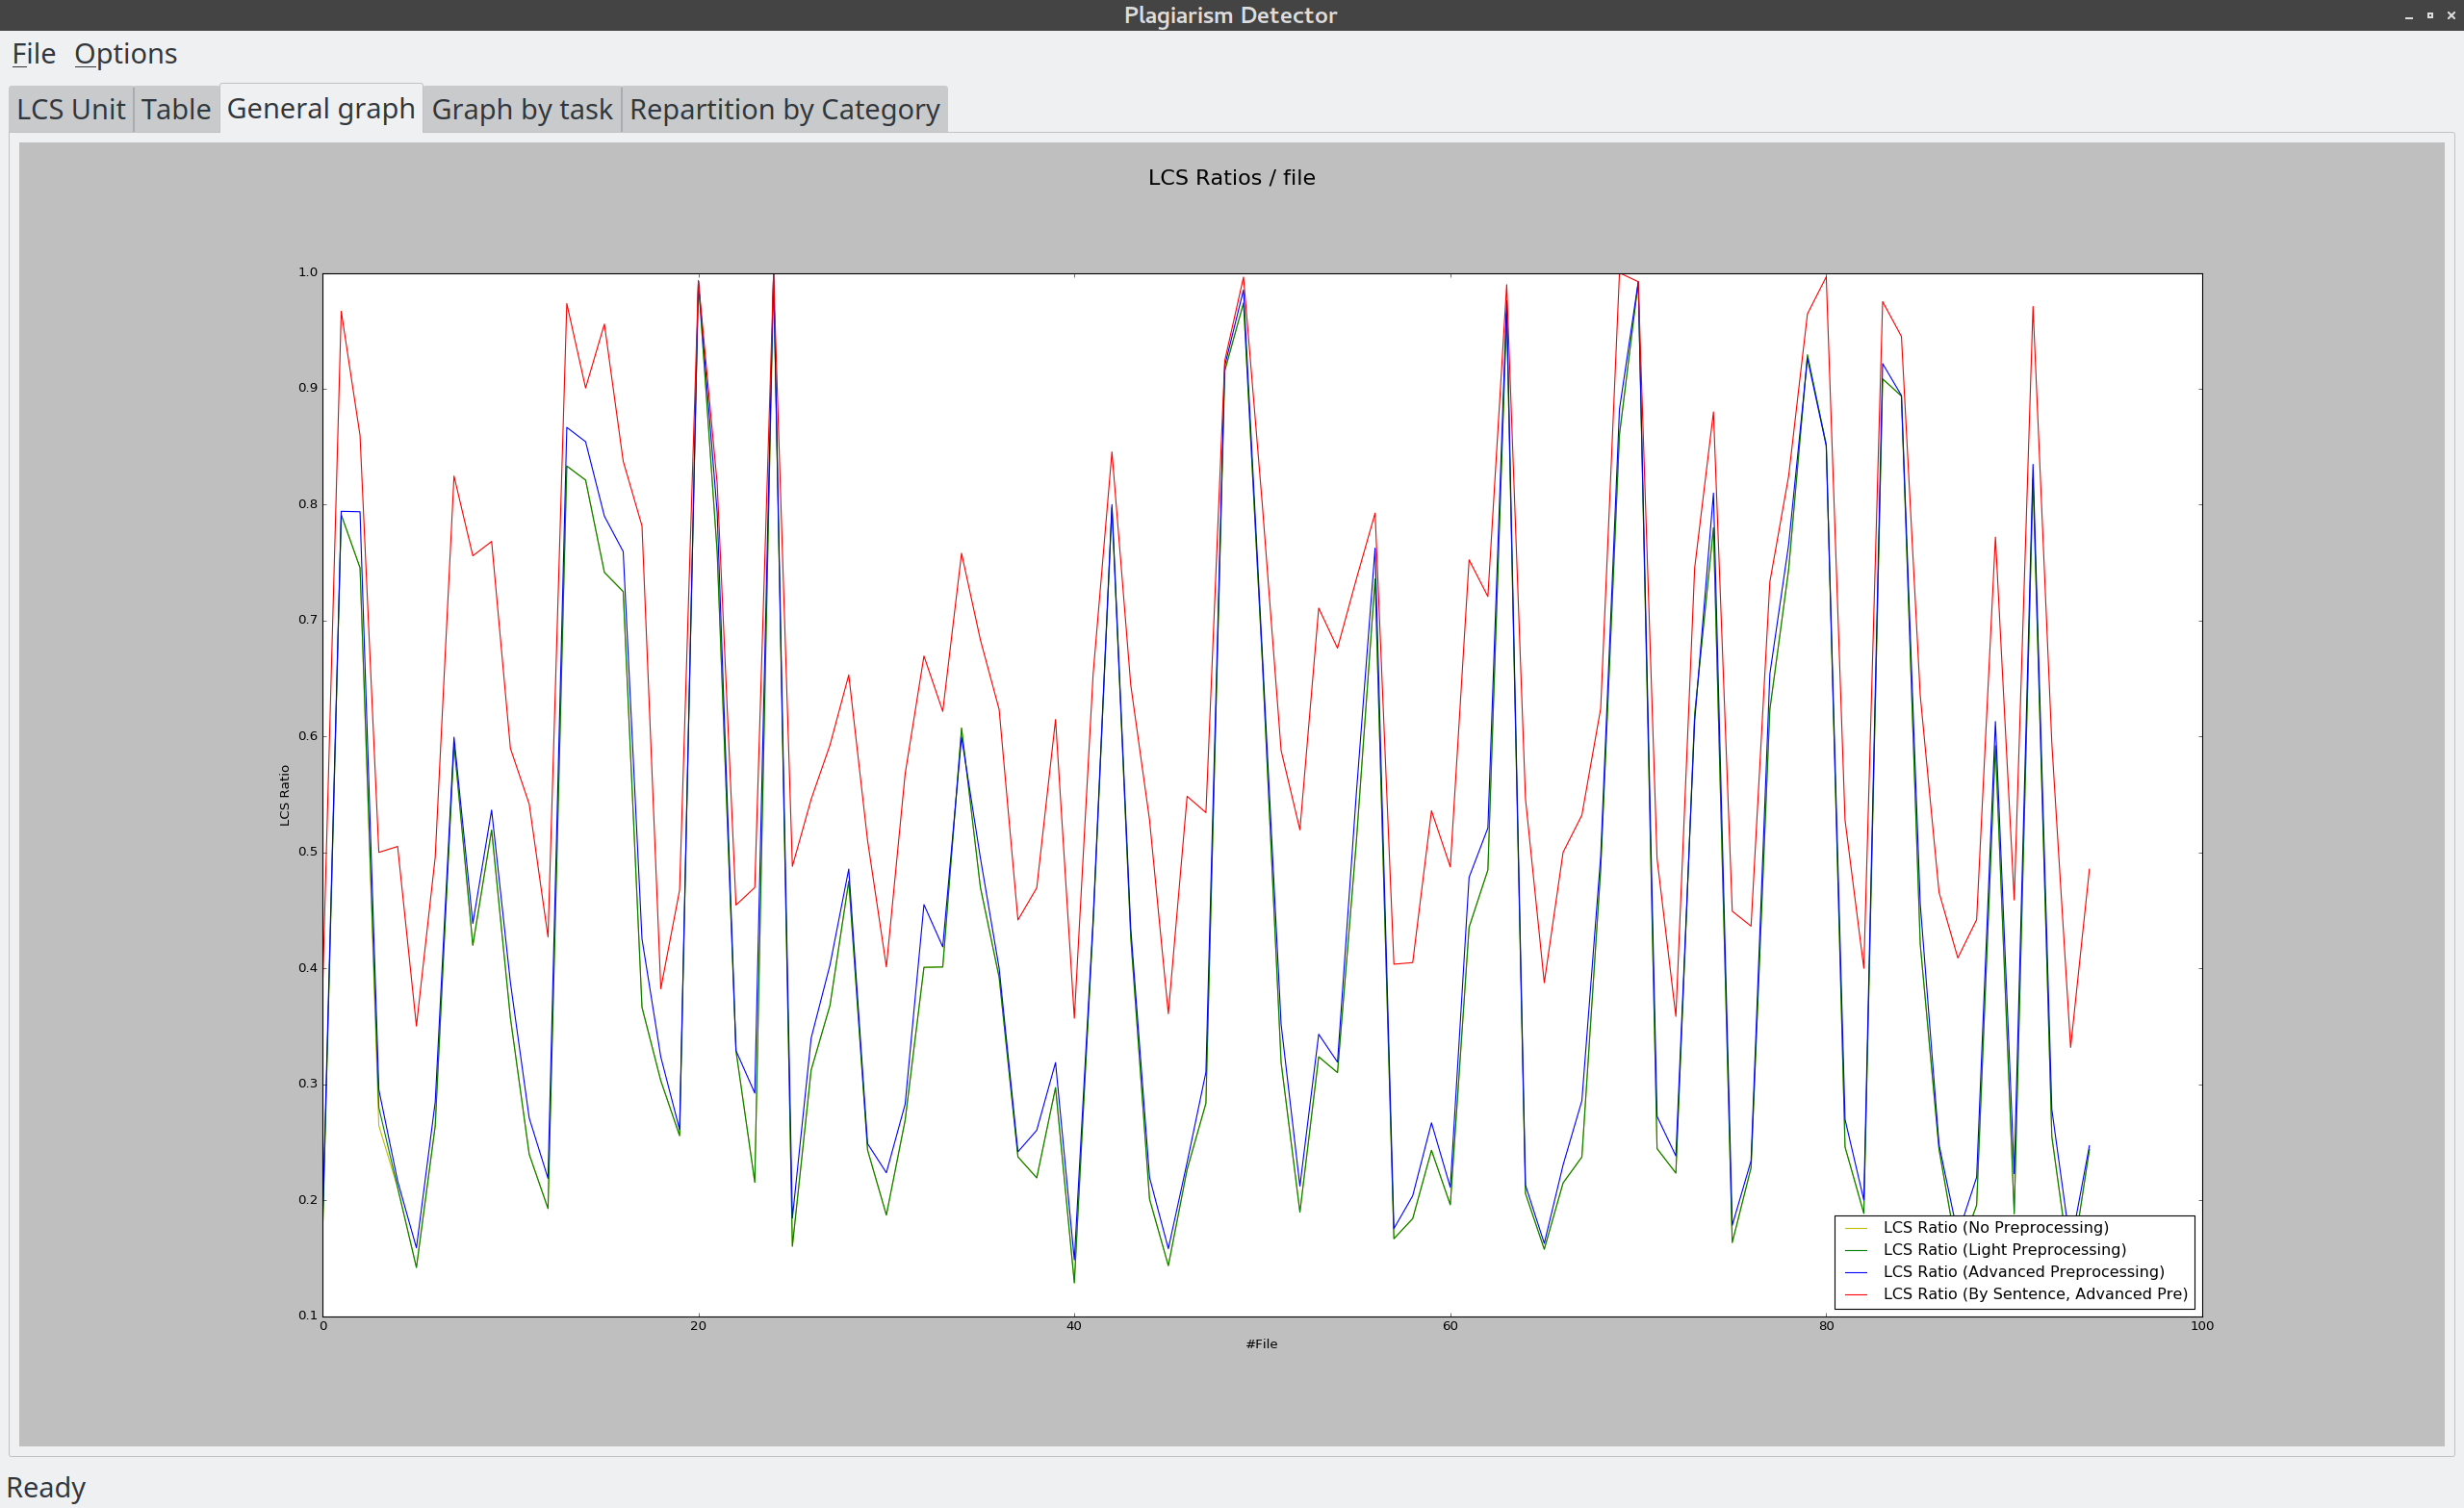 Plagiarism Detector
File Options
LCS Unit Table General graph Graph by task Repartition by Category
LCS Ratios / file
1.0
0.9
0.8
0.7
0.6
LCS Ratio
0.5
0.4
0.3
0.2
0.1
LCS Ratio (No Preprocessing)
LCS Ratio (Light Preprocessing)
LCS Ratio (Advanced Preprocessing)
LCS Ratio (By Sentence, Advanced Pre)
0 20 40 60 80 100
#File
Ready